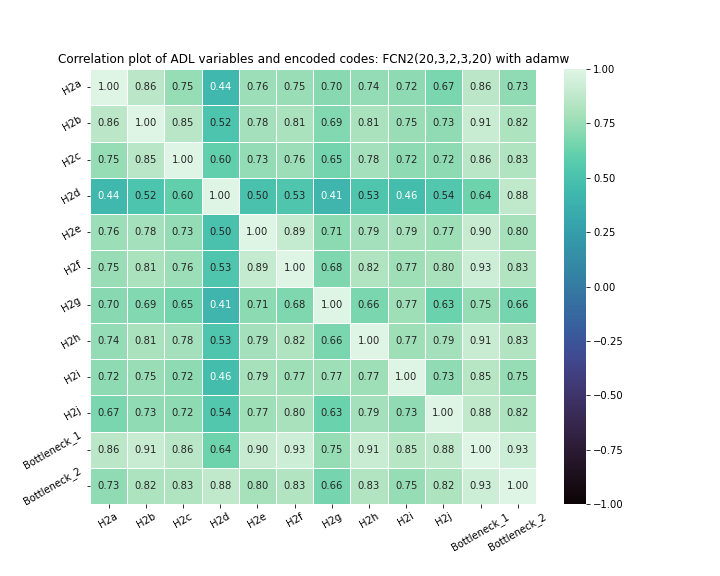 Correlation plot of ADL variables and encoded codes: FCN2(20,3,2,3,20) with adamw
H2a 1.00 0.86 0.75 0.44 0.76 0.75 0.70 0.74 0.72 0.67 0.86 0.73
H2b 0.86 1.00 0.85 0.52 0.78 0.81 0.69 0.81 0.75 0.73 0.91 0.82
H2c 0.75 0.85 1.00 0.60 0.73 0.76 0.65 0.78 0.72 0.72 0.86 0.83
H2d 0.44 0.52 0.60 1.00 0.50 0.53 0.41 0.53 0.46 0.54 0.64 0.88
H2e 0.76 0.78 0.73 0.50 1.00 0.89 0.71 0.79 0.79 0.77 0.90 0.80
H2f 0.75 0.81 0.76 0.53 0.89 1.00 0.68 0.82 0.77 0.80 0.93 0.83
H2g 0.70 0.69 0.65 0.41 0.71 0.68 1.00 0.66 0.77 0.63 0.75 0.66
H2h 0.74 0.81 0.78 0.53 0.79 0.82 0.66 1.00 0.77 0.79 0.91 0.83
H2i 0.72 0.75 0.72 0.46 0.79 0.77 0.77 0.77 1.00 0.73 0.85 0.75
H2j 0.67 0.73 0.72 0.54 0.77 0.80 0.63 0.79 0.73 1.00 0.88 0.82
Bottleneck_1 0.86 0.91 0.86 0.64 0.90 0.93 0.75 0.91 0.85 0.88 1.00 0.93
Bottleneck_2 0.73 0.82 0.83 0.88 0.80 0.83 0.66 0.83 0.75 0.82 0.93 1.00
H2a H2b H2c H2d H2e H2f H2g H2h H2i H2j Bottleneck_1 Bottleneck_2
1.00
0.75
0.50
0.25
0.00
−0.25
−0.50
−0.75
−1.00